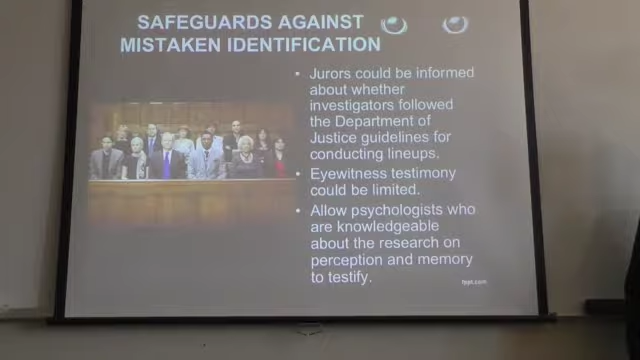 SAFEGUARDS AGAINST
MISTAKEN IDENTIFICATION
• Jurors could be informed
about whether
investigators followed
the Department of
Justice guidelines for
conducting lineups.
• Eyewitness testimony
could be limited.
• Allow psychologists who
are knowledgeable
about the research on
perception and memory
to testify.
fppt.com